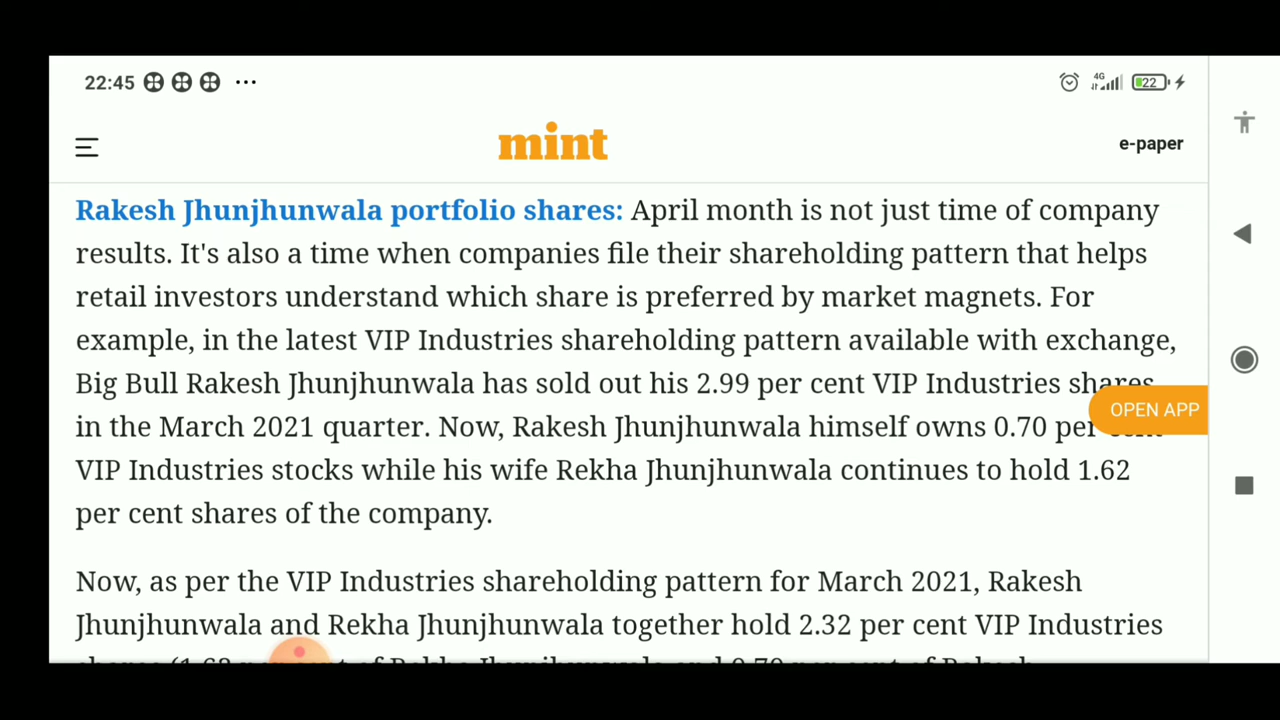 22:45 ... 4G 22
mint
e-paper
Rakesh Jhunjhunwala portfolio shares: April month is not just time of company
results. It's also a time when companies file their shareholding pattern that helps
retail investors understand which share is preferred by market magnets. For
example, in the latest VIP Industries shareholding pattern available with exchange,
Big Bull Rakesh Jhunjhunwala has sold out his 2.99 per cent VIP Industries shares
OPEN APP
in the March 2021 quarter. Now, Rakesh Jhunjhunwala himself owns 0.70 per cent
VIP Industries stocks while his wife Rekha Jhunjhunwala continues to hold 1.62
per cent shares of the company.
Now, as per the VIP Industries shareholding pattern for March 2021, Rakesh
Jhunjhunwala and Rekha Jhunjhunwala together hold 2.32 per cent VIP Industries